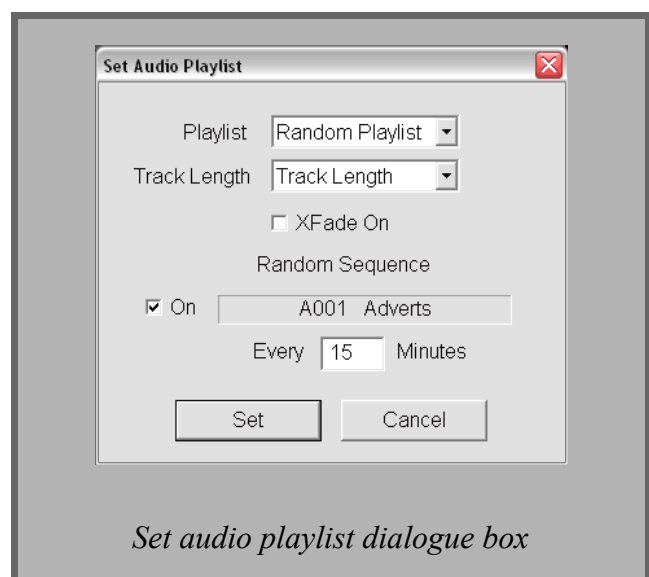 Set Audio Playlist
Playlist Random Playlist
Track Length Track Length
XFade On
Random Sequence
On A001 Adverts
Every 15 Minutes
Set Cancel
Set audio playlist dialogue box